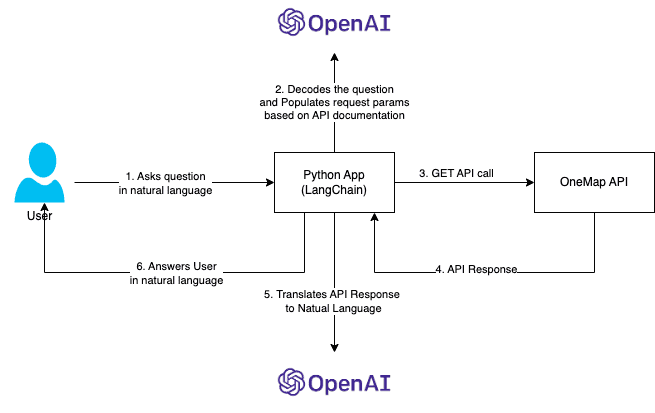 OpenAI
2. Decodes the question
and Populates request params
based on API documentation
1. Asks question
in natural language
User
Python App
(LangChain)
3. GET API call
OneMap API
6. Answers User
in natural language
4. API Response
5. Translates API Response
to Natual Language
OpenAI